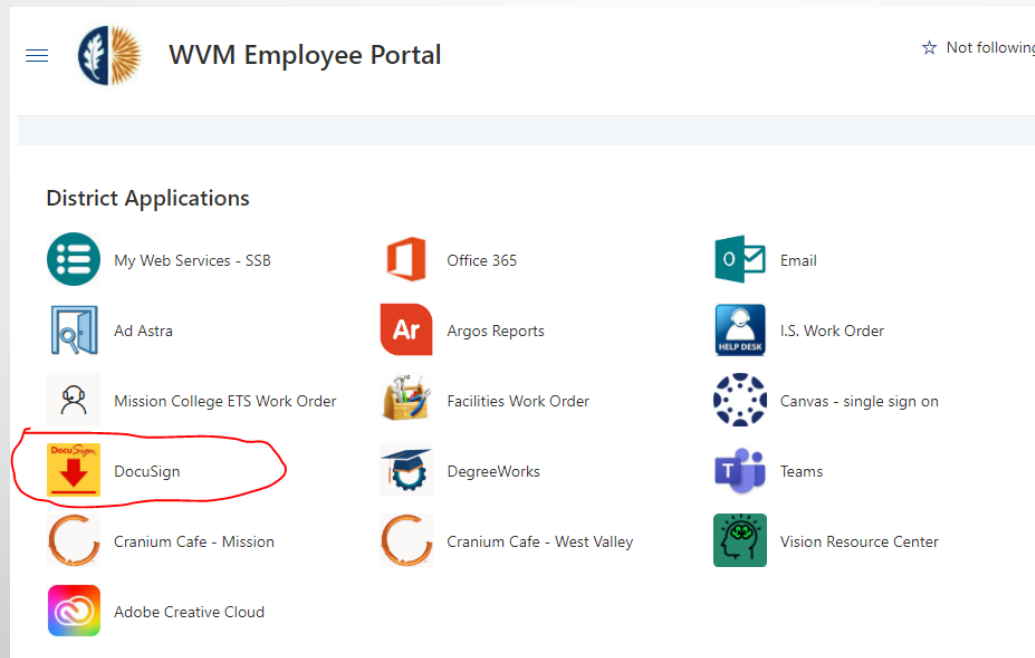 WVM Employee Portal
☆ Not following
District Applications
My Web Services - SSB
Office 365
O
Email
Ad Astra
Ar
Argos Reports
HELP DESK
I.S. Work Order
Mission College ETS Work Order
Facilities Work Order
Canvas - single sign on
DocuSign
DocuSign
DegreeWorks
T
Teams
Cranium Cafe - Mission
Cranium Cafe - West Valley
Vision Resource Center
Adobe Creative Cloud